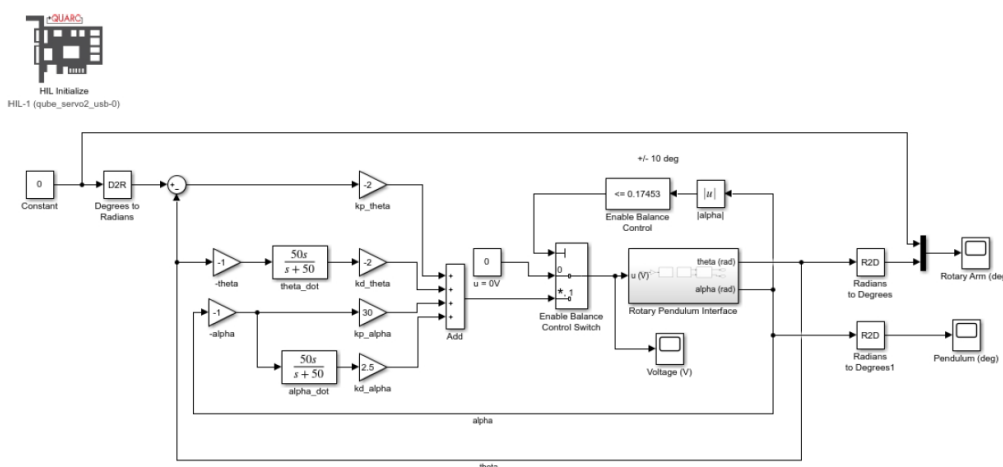 QUARC
HIL Initialize
HIL-1 (qube_servo2_usb-0)
+/- 10 deg
0
Constant
D2R
Degrees to
Radians
+
-
-2
kp_theta
<= 0.17453
Enable Balance
Control
|u|
|alpha|
-1
-theta
50s
s + 50
theta_dot
-2
kd_theta
0
u = 0V
0
*, 1
Enable Balance
Control Switch
u (V)
theta (rad)
alpha (rad)
Rotary Pendulum Interface
R2D
Radians
to Degrees
Rotary Arm (de
-1
-alpha
30
kp_alpha
+
+
+
+
Add
50s
s + 50
alpha_dot
2.5
kd_alpha
Voltage (V)
R2D
Radians
to Degrees1
Pendulum (deg)
alpha
theta